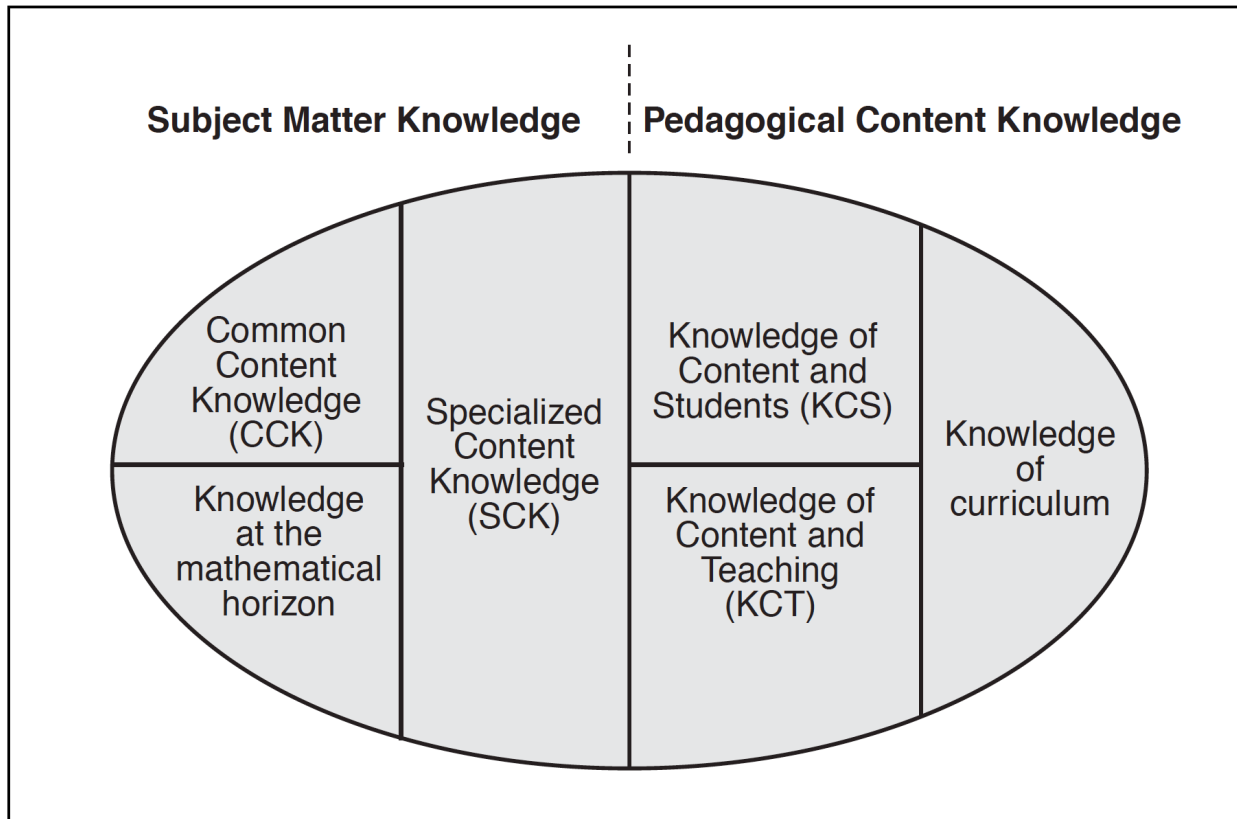 Subject Matter Knowledge
Pedagogical Content Knowledge
Common
Content
Knowledge
(CCK)
Knowledge
at the
mathematical
horizon
Specialized
Content
Knowledge
(SCK)
Knowledge of
Content and
Students (KCS)
Knowledge of
Content and
Teaching
(KCT)
Knowledge
of
curriculum